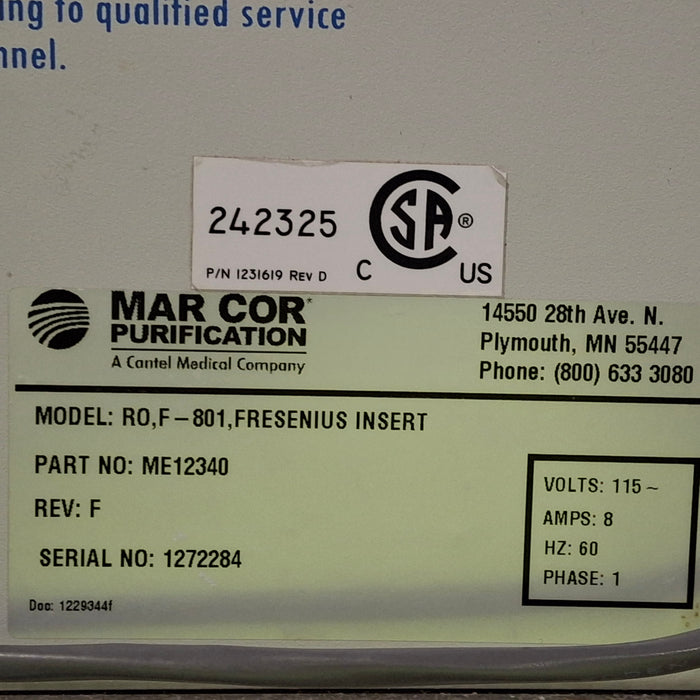 to qualified service
242325
CSA®
C US
P/N 1231619 REV D
MAR COR
PURIFICATION
A Cantel Medical Company
14550 28th Ave. N.
Plymouth, MN 55447
Phone: (800) 633 3080
MODEL: RO,F-801,FRESENIUS INSERT
PART NO: ME12340
REV: F
SERIAL NO: 1272284
VOLTS: 115~
AMPS: 8
HZ: 60
PHASE: 1
Doc: 1229344f